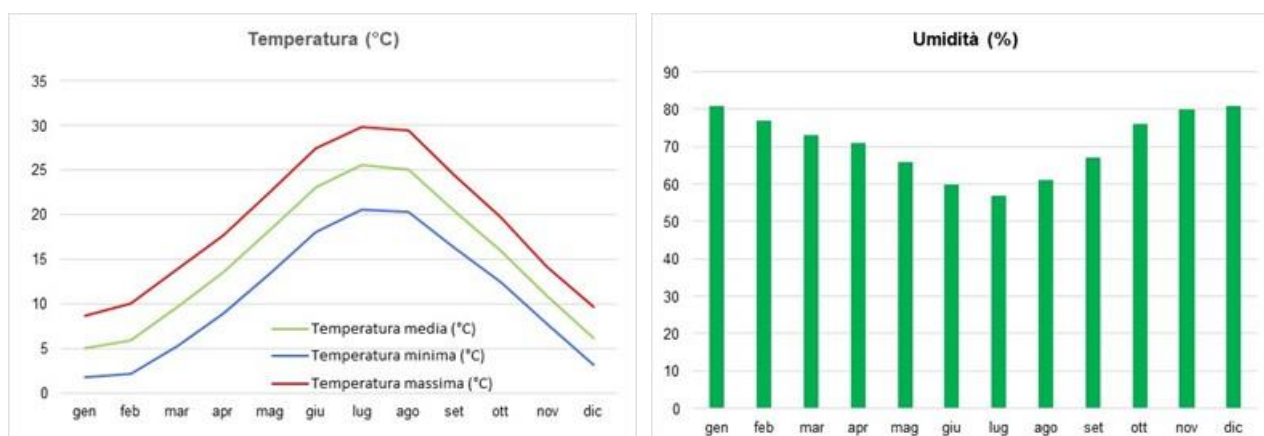 Temperatura (°C)
35
30
25
20
15
10
5
0
Temperatura media (°C)
Temperatura minima (°C)
Temperatura massima (°C)
gen feb mar apr mag giu lug ago set ott nov dic
Umidità (%)
90
80
70
60
50
40
30
20
10
0
gen feb mar apr mag giu lug ago set ott nov dic